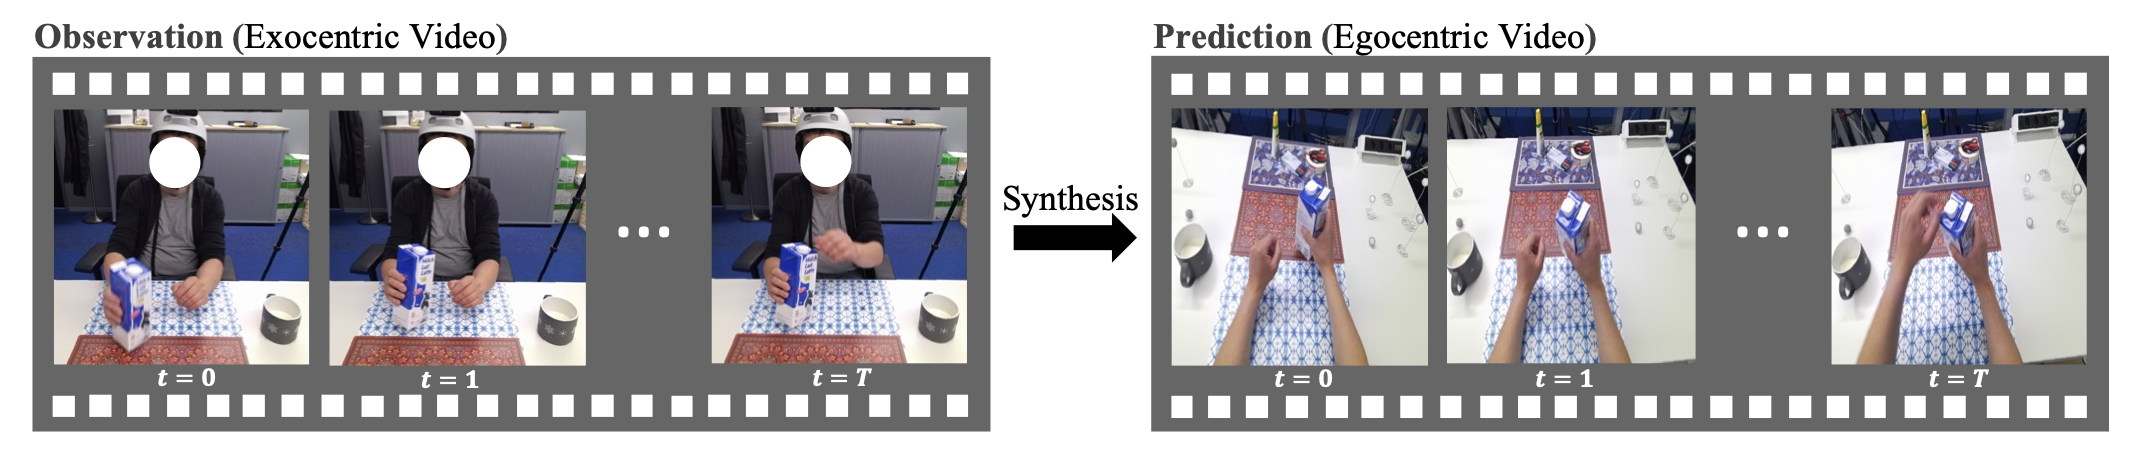 Observation (Exocentric Video)
t = 0
t = 1
t = T
Synthesis
Prediction (Egocentric Video)
t = 0
t = 1
t = T